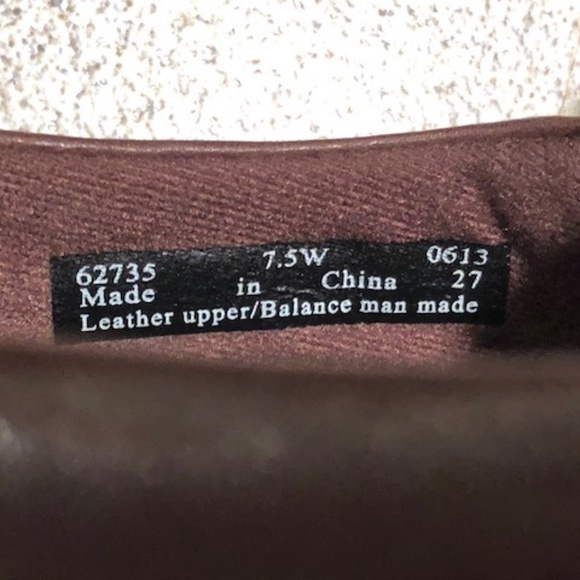 62735 7.5W 0613
Made in China 27
Leather upper/Balance man made